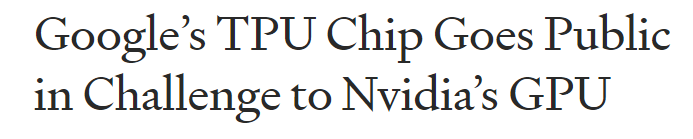 Google’s TPU Chip Goes Public
in Challenge to Nvidia’s GPU